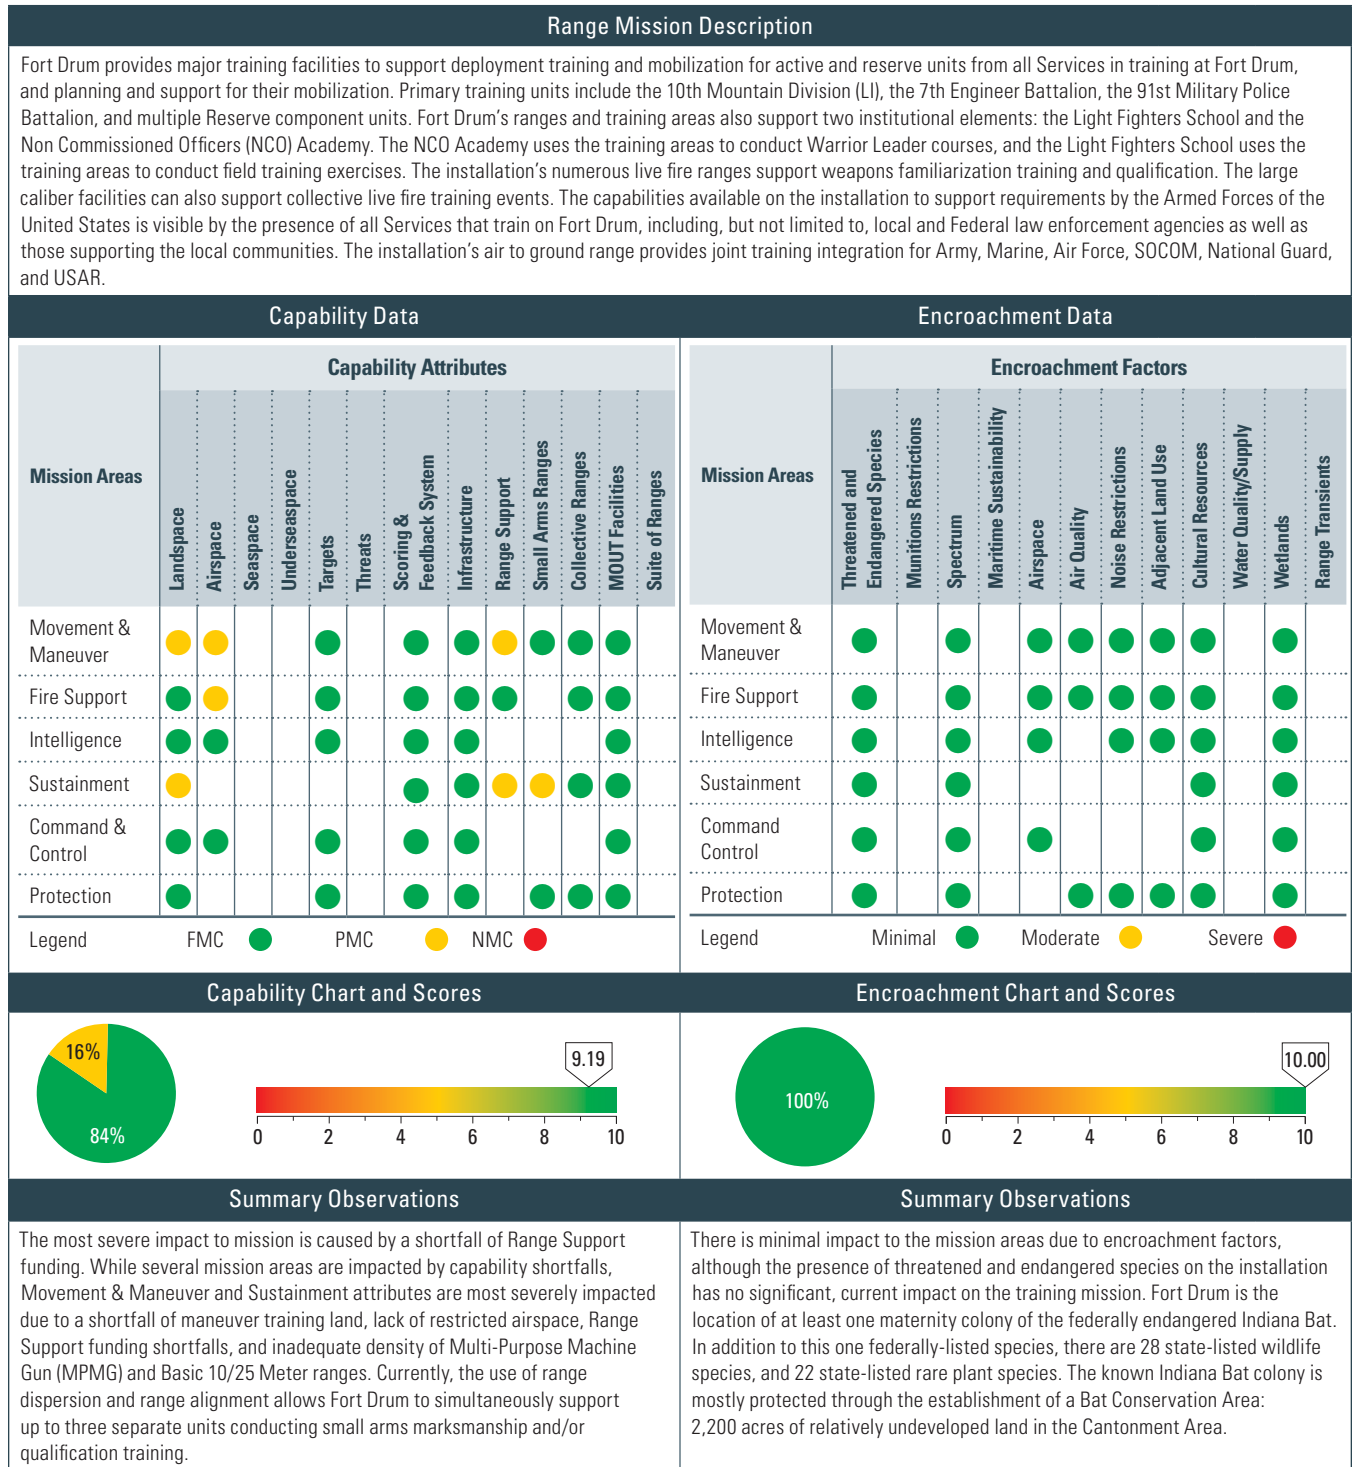 Range Mission Description
Fort Drum provides major training facilities to support deployment training and mobilization for active and reserve units from all Services in training at Fort Drum,
and planning and support for their mobilization. Primary training units include the 10th Mountain Division (LI), the 7th Engineer Battalion, the 91st Military Police
Battalion, and multiple Reserve component units. Fort Drum's ranges and training areas also support two institutional elements: the Light Fighters School and the
Non Commissioned Officers (NCO) Academy. The NCO Academy uses the training areas to conduct Warrior Leader courses, and the Light Fighters School uses the
training areas to conduct field training exercises. The installation's numerous live fire ranges support weapons familiarization training and qualification. The large
caliber facilities can also support collective live fire training events. The capabilities available on the installation to support requirements by the Armed Forces of the
United States is visible by the presence of all Services that train on Fort Drum, including, but not limited to, local and Federal law enforcement agencies as well as
those supporting the local communities. The installation's air to ground range provides joint training integration for Army, Marine, Air Force, SOCOM, National Guard,
and USAR.
Capability Data
Capability Attributes
Mission Areas
Landspace
Airspace
Seaspace
Underseaspace
Targets
Threats
Scoring &
Feedback System
Infrastructure
Range Support
Small Arms Ranges
Collective Ranges
MOUT Facilities
Suite of Ranges
Movement &
Maneuver
Fire Support
Intelligence
Sustainment
Command &
Control
Protection
Legend FMC PMC NMC
Encroachment Data
Encroachment Factors
Mission Areas
Threatened and
Endangered Species
Munitions Restrictions
Spectrum
Maritime Sustainability
Airspace
Air Quality
Noise Restrictions
Adjacent Land Use
Cultural Resources
Water Quality/Supply
Wetlands
Range Transients
Movement &
Maneuver
Fire Support
Intelligence
Sustainment
Command
Control
Protection
Legend Minimal Moderate Severe
Capability Chart and Scores
16%
84%
9.19
0 2 4 6 8 10
Encroachment Chart and Scores
100%
10.00
0 2 4 6 8 10
Summary Observations
The most severe impact to mission is caused by a shortfall of Range Support
funding. While several mission areas are impacted by capability shortfalls,
Movement & Maneuver and Sustainment attributes are most severely impacted
due to a shortfall of maneuver training land, lack of restricted airspace, Range
Support funding shortfalls, and inadequate density of Multi-Purpose Machine
Gun (MPMG) and Basic 10/25 Meter ranges. Currently, the use of range
dispersion and range alignment allows Fort Drum to simultaneously support
up to three separate units conducting small arms marksmanship and/or
qualification training.
Summary Observations
There is minimal impact to the mission areas due to encroachment factors,
although the presence of threatened and endangered species on the installation
has no significant, current impact on the training mission. Fort Drum is the
location of at least one maternity colony of the federally endangered Indiana Bat.
In addition to this one federally-listed species, there are 28 state-listed wildlife
species, and 22 state-listed rare plant species. The known Indiana Bat colony is
mostly protected through the establishment of a Bat Conservation Area:
2,200 acres of relatively undeveloped land in the Cantonment Area.